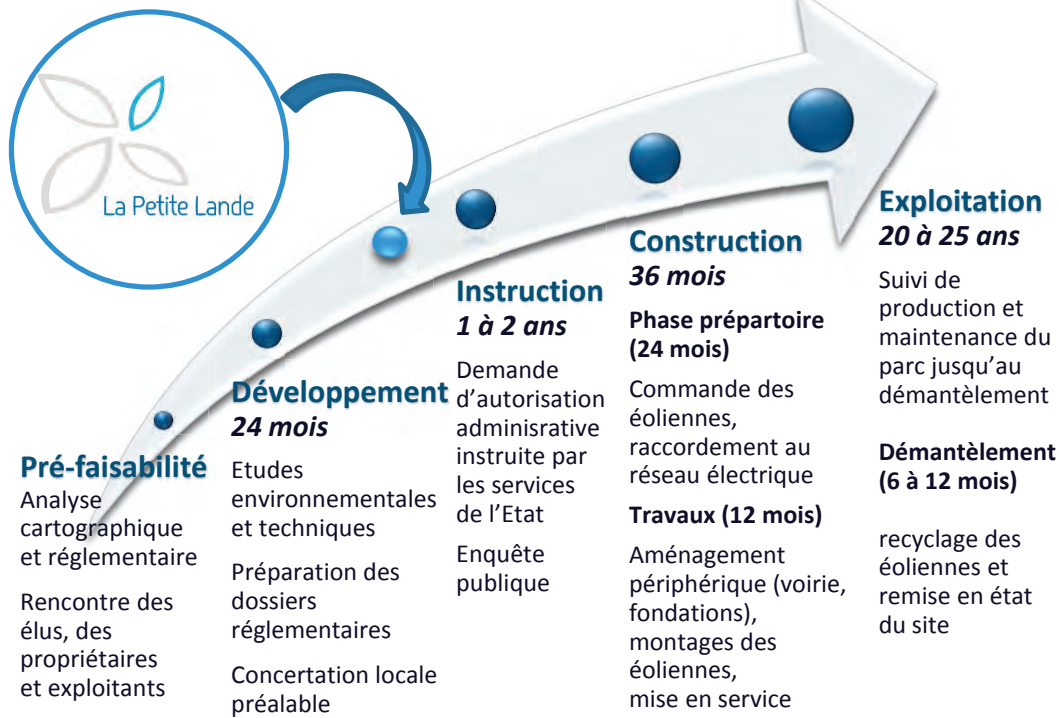 La Petite Lande
Pré-faisabilité
Analyse
cartographique
et réglementaire
Rencontre des
élus, des
propriétaires
et exploitants
Développement
24 mois
Etudes
environnementales
et techniques
Préparation des
dossiers
réglementaires
Concertation locale
préalable
Instruction
1 à 2 ans
Demande
d’autorisation
adminisrative
instruite par
les services
de l’Etat
Enquête
publique
Construction
36 mois
Phase prépartoire
(24 mois)
Commande des
éoliennes,
raccordement au
réseau électrique
Travaux (12 mois)
Aménagement
périphérique (voirie,
fondations),
montages des
éoliennes,
mise en service
Exploitation
20 à 25 ans
Suivi de
production et
maintenance du
parc jusqu’au
démantèlement
Démantèlement
(6 à 12 mois)
recyclage des
éoliennes et
remise en état
du site